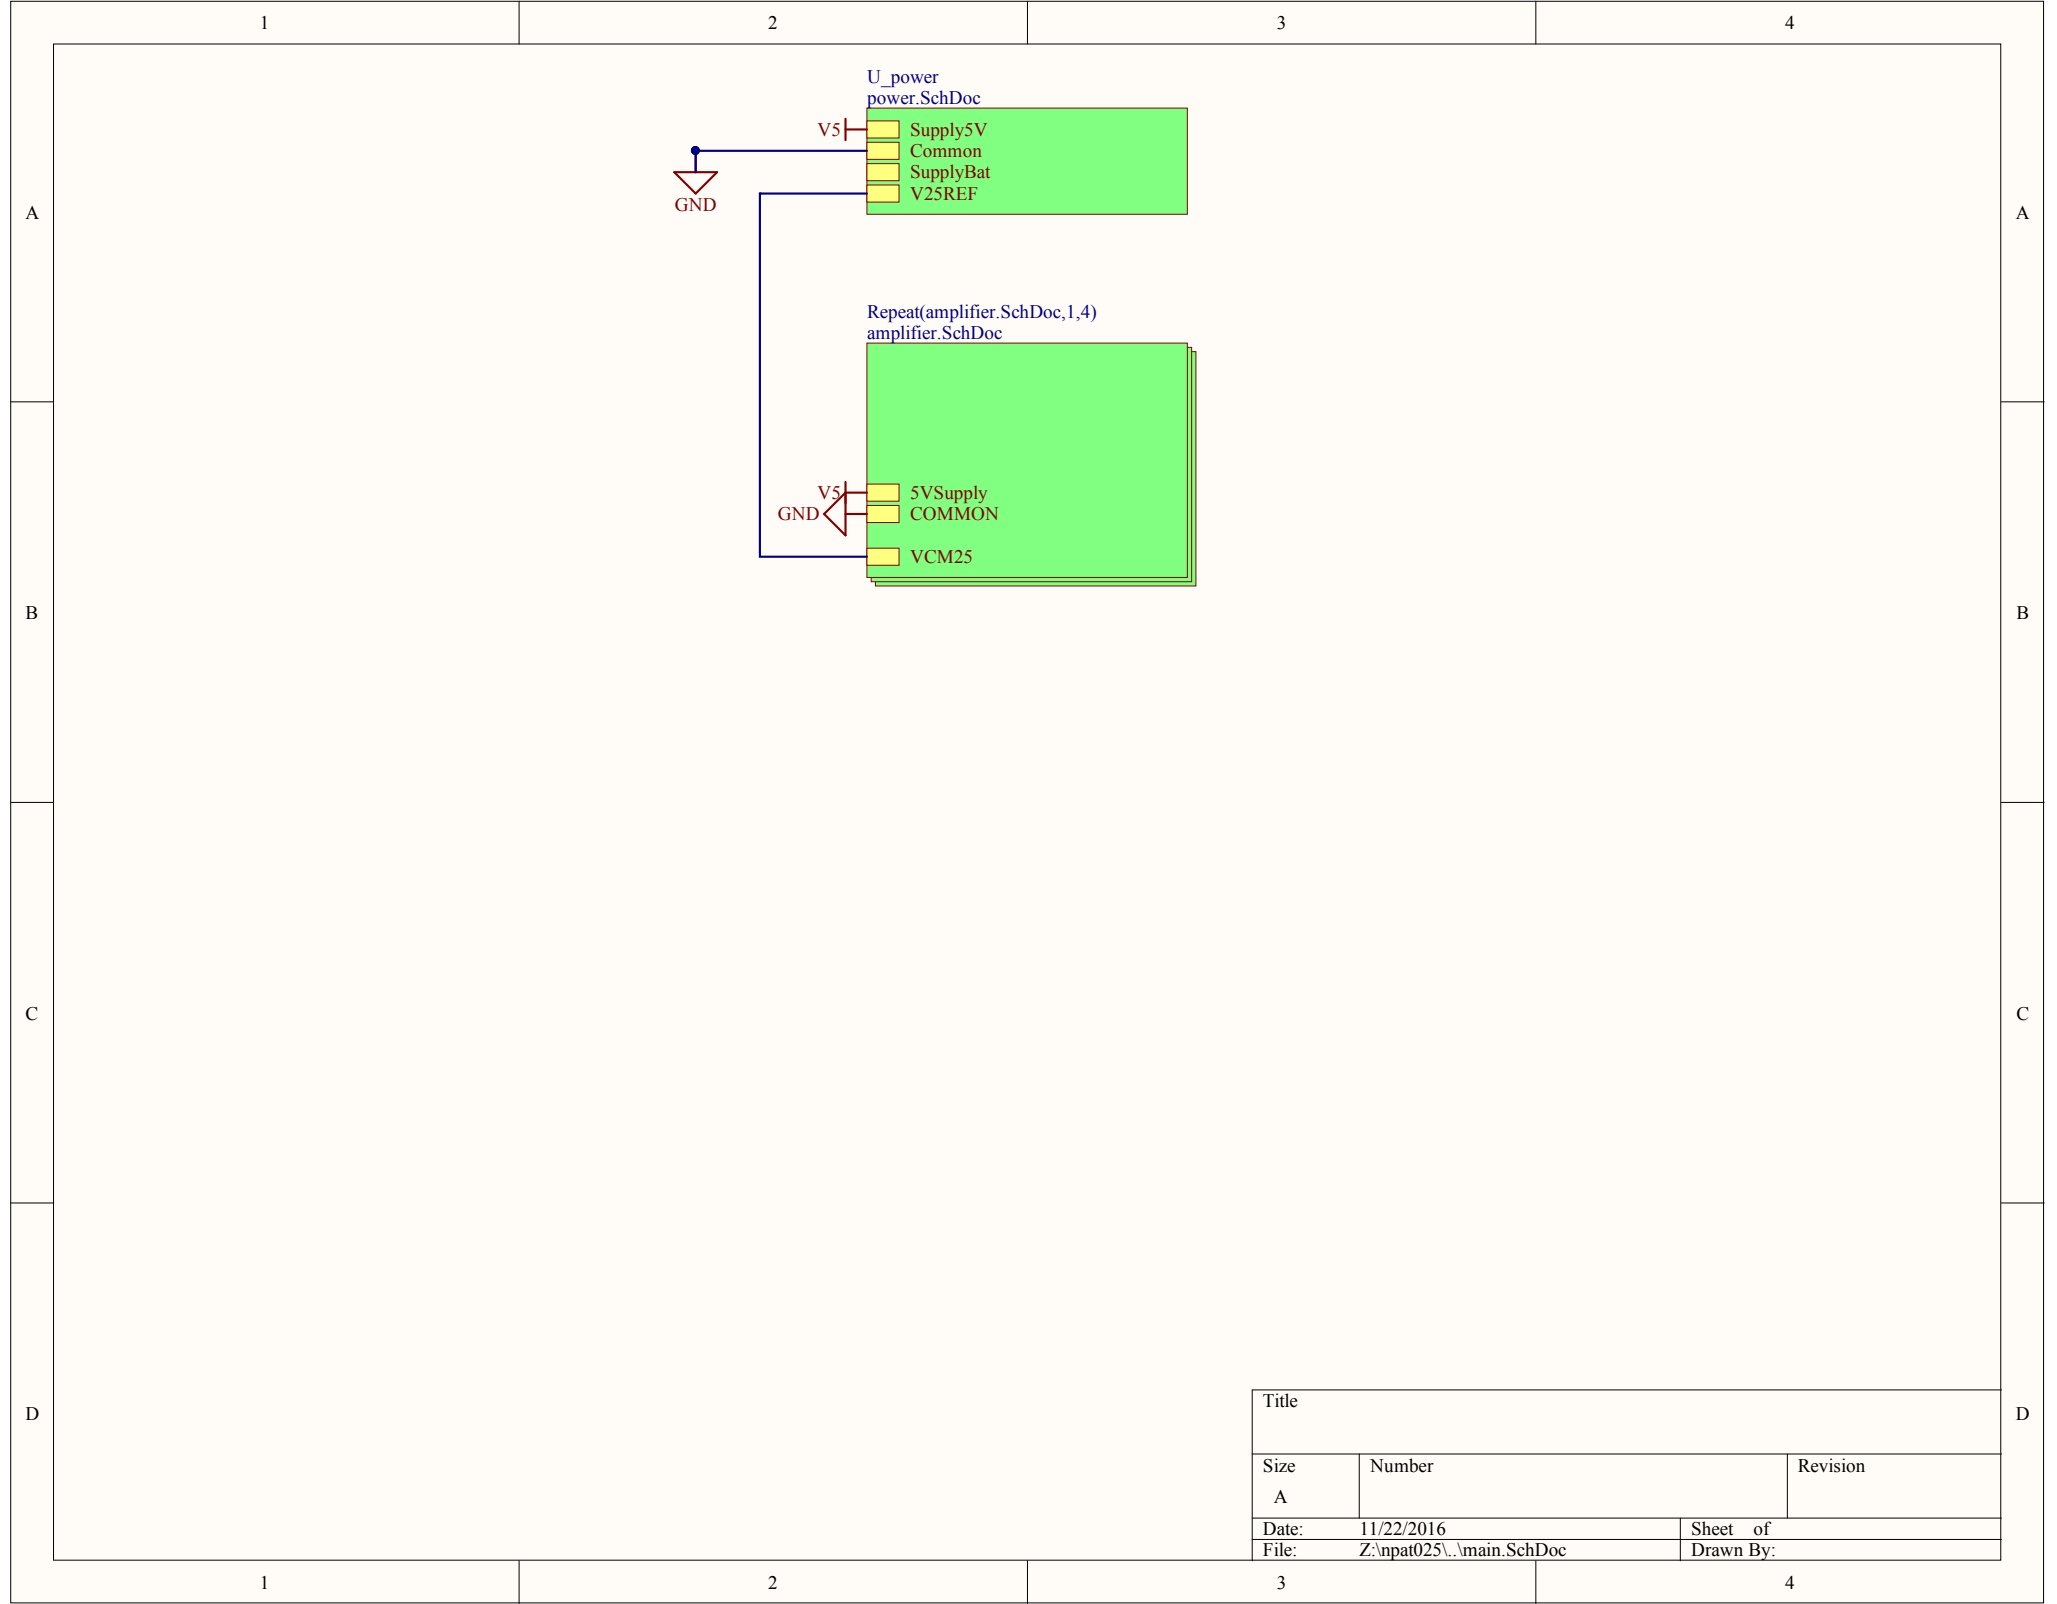 1 2 3 4
U_power
power.SchDoc
V5 Supply5V
Common
SupplyBat
V25REF
GND
A A
Repeat(amplifier.SchDoc,1,4)
amplifier.SchDoc
V5 5VSupply
GND COMMON
VCM25
B B
C C
Title
D D
Size Number Revision
A
Date: 11/22/2016 Sheet of
File: Z:\npat025\..\main.SchDoc Drawn By:
1 2 3 4